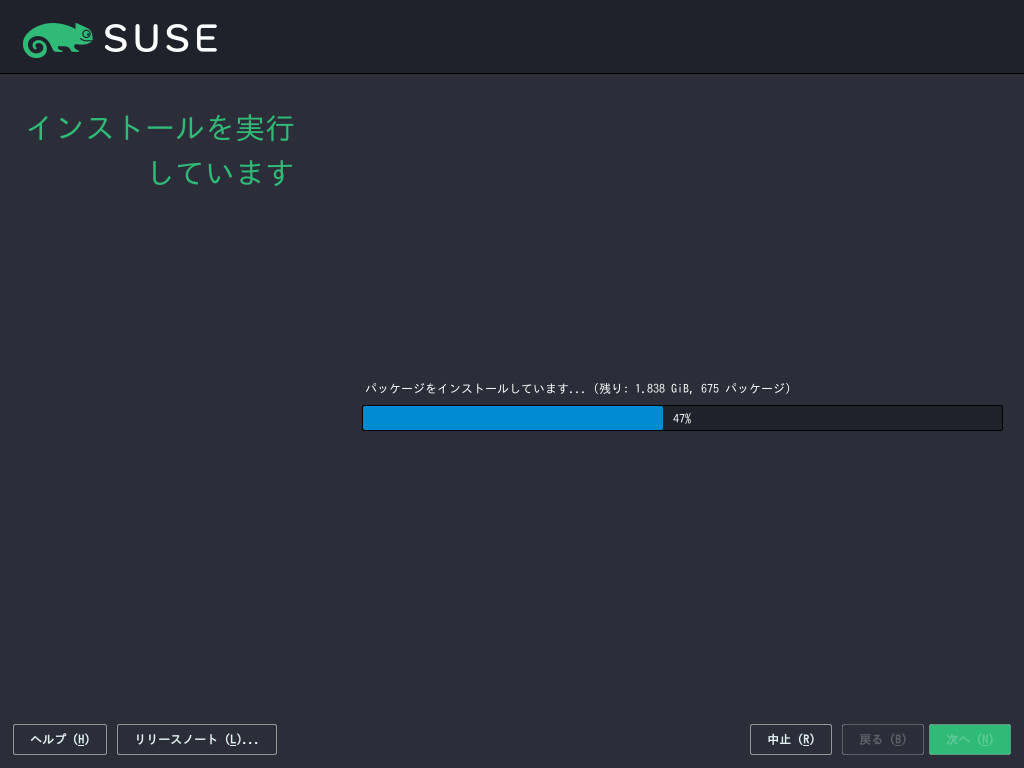 SUSE
インストールを実行
しています
パッケージをインストールしています... (残り: 1.838 GiB, 675 パッケージ)
47%
ヘルプ (H) リリースノート (L)... 中止 (R) 戻る (B) 次へ (N)